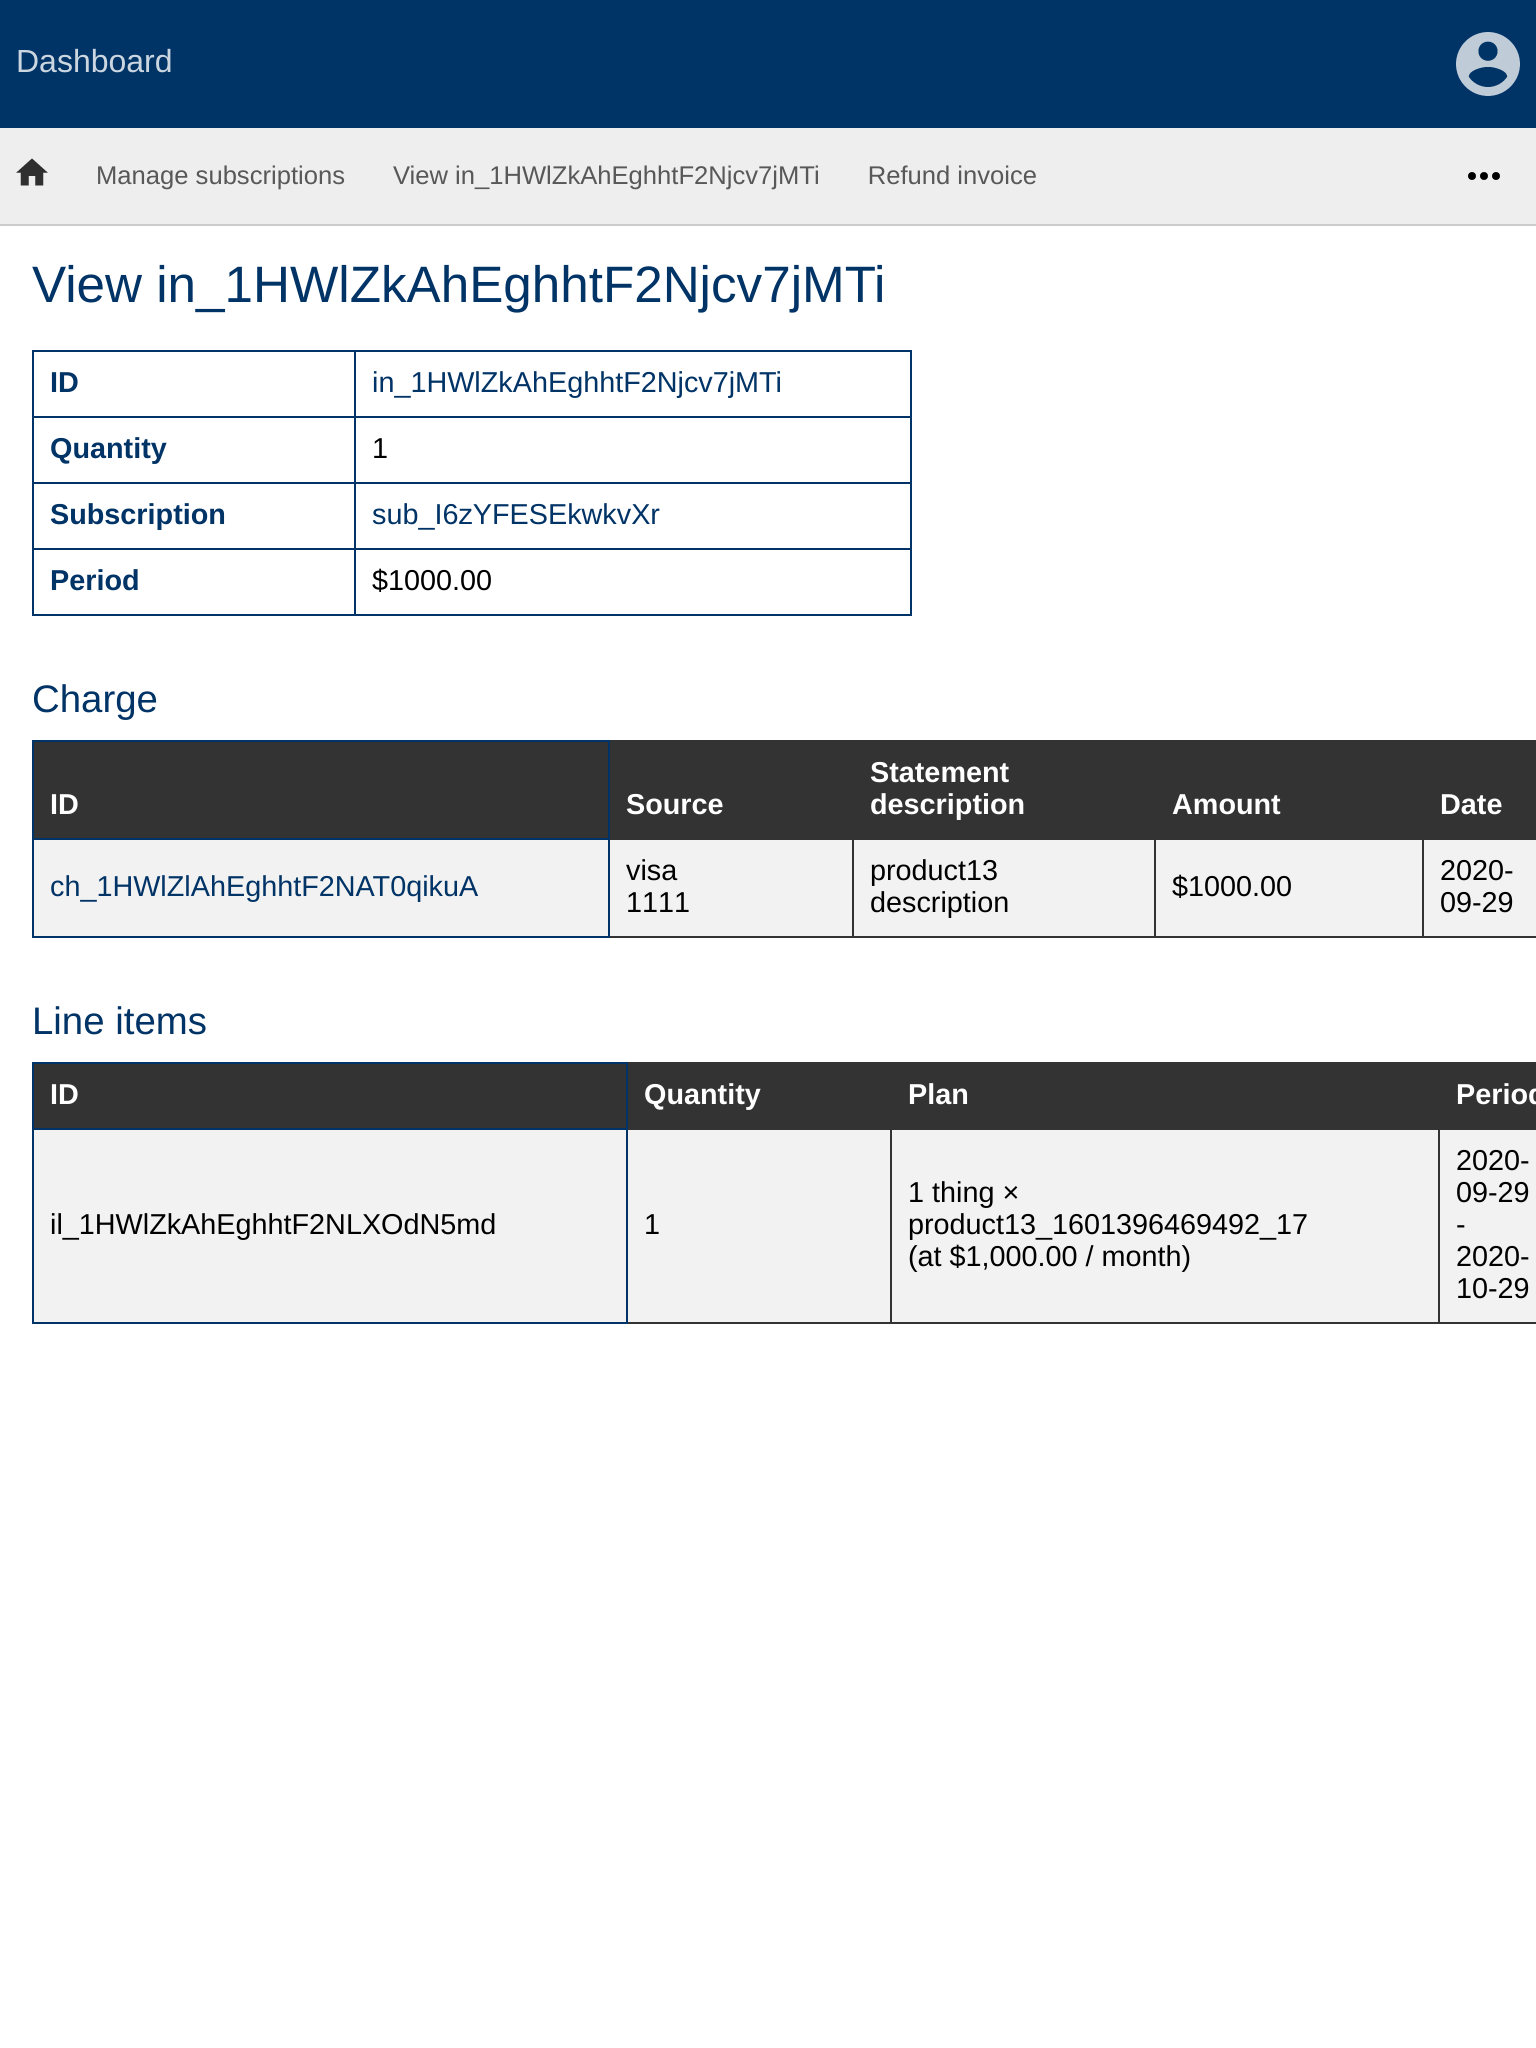 Dashboard
Manage subscriptions View in_1HWlZkAhEghhtF2Njcv7jMTi Refund invoice
View in_1HWlZkAhEghhtF2Njcv7jMTi
ID in_1HWlZkAhEghhtF2Njcv7jMTi
Quantity 1
Subscription sub_I6zYFESEkwkvXr
Period $1000.00
Charge
ID Source Statement description Amount Date
ch_1HWlZlAhEghhtF2NAT0qikuA visa 1111 product13 description $1000.00 2020-09-29
Line items
ID Quantity Plan Period
il_1HWlZkAhEghhtF2NLXOdN5md 1 1 thing × product13_1601396469492_17 (at $1,000.00 / month) 2020-09-29 - 2020-10-29